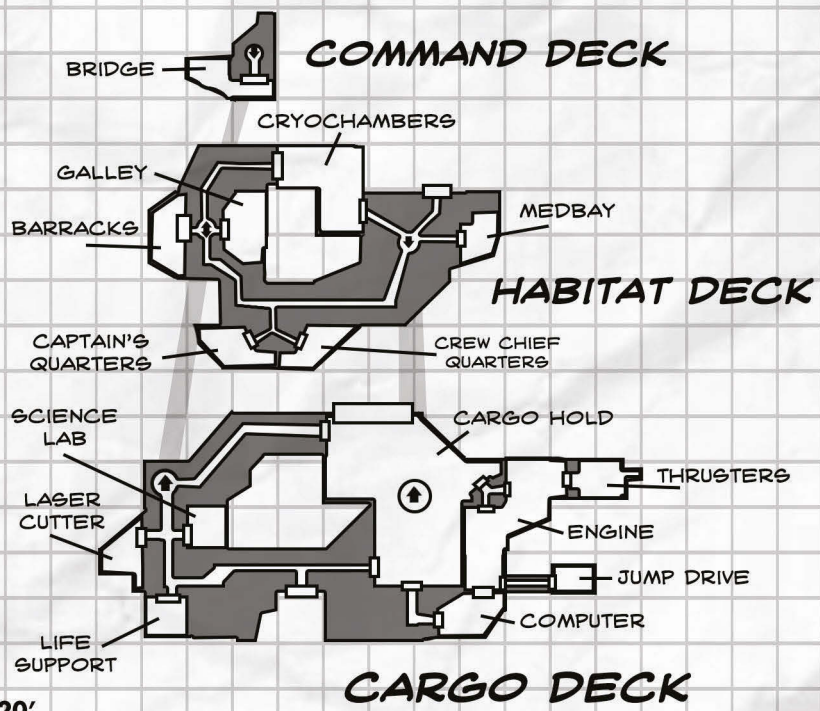 COMMAND DECK
BRIDGE
CRYOCHAMBERS
GALLEY
BARRACKS
MEDBAY
HABITAT DECK
CAPTAIN'S
QUARTERS
CREW CHIEF
QUARTERS
SCIENCE
LAB
CARGO HOLD
LASER
CUTTER
THRUSTERS
ENGINE
JUMP DRIVE
COMPUTER
LIFE
SUPPORT
CARGO DECK